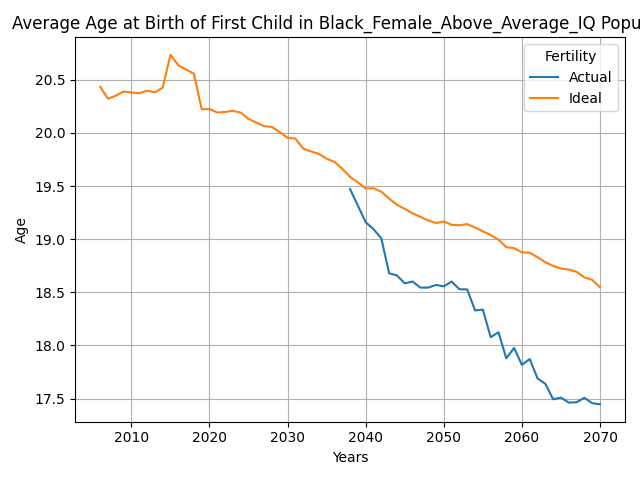 Average Age at Birth of First Child in Black_Female_Above_Average_IQ Popu
Fertility
Actual
Ideal
20.5
20.0
19.5
19.0
18.5
18.0
17.5
Age
2010 2020 2030 2040 2050 2060 2070
Years